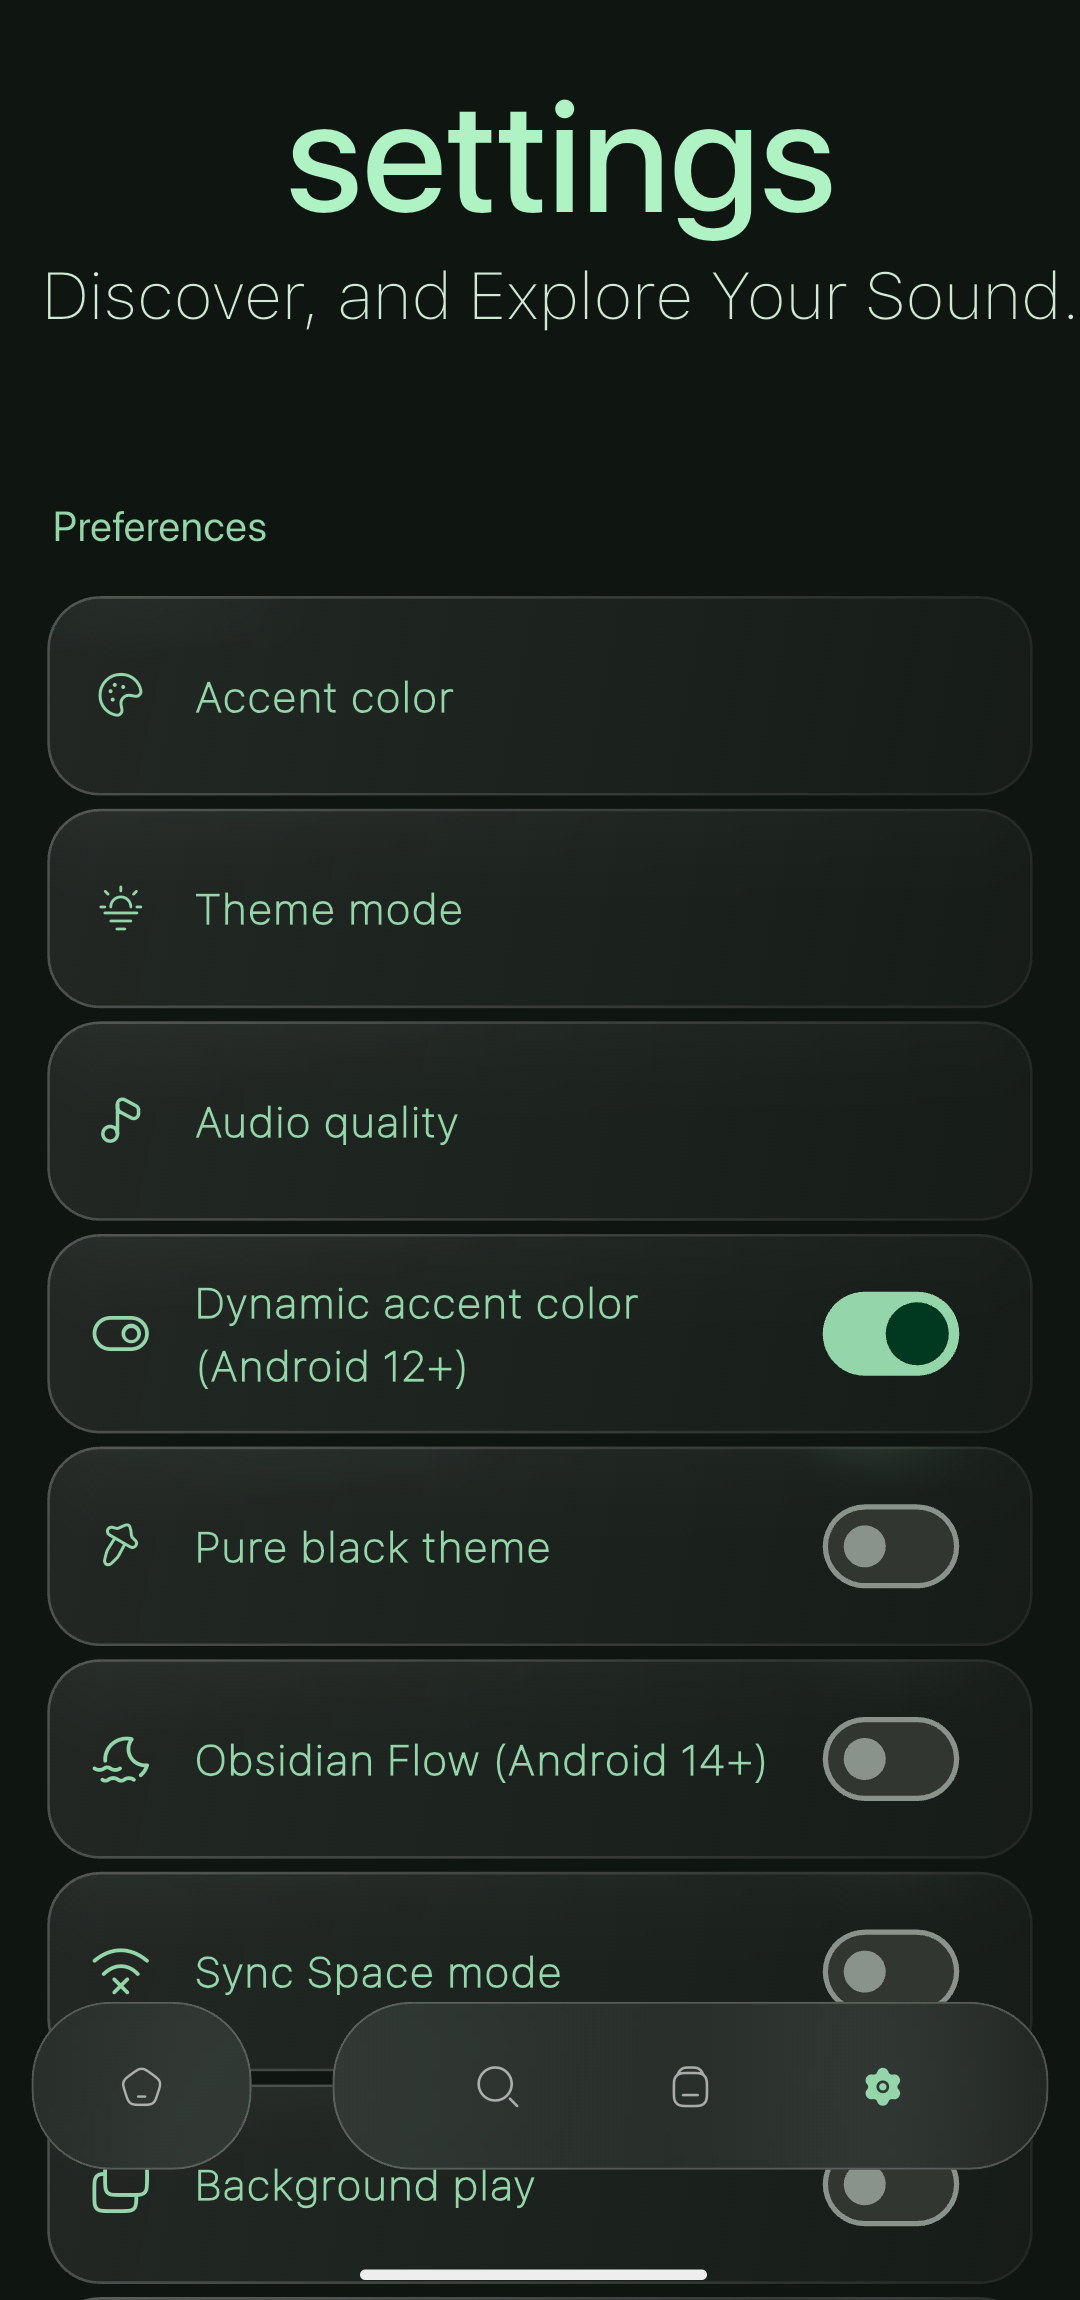 settings
Discover, and Explore Your Sound.
Preferences
Accent color
Theme mode
Audio quality
Dynamic accent color
(Android 12+)
Pure black theme
Obsidian Flow (Android 14+)
Sync Space mode
Background play